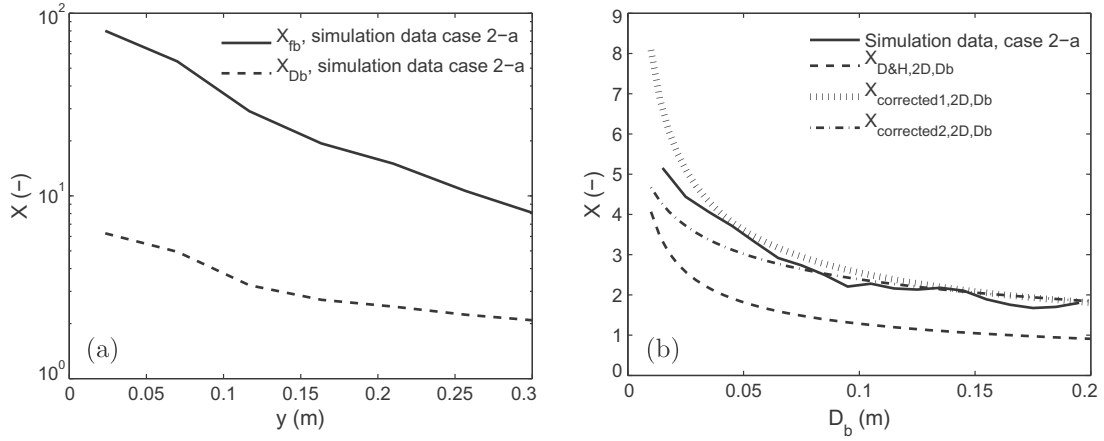 10²
X_fb, simulation data case 2−a
X_Db, simulation data case 2−a
10¹
X (−)
10⁰
(a)
0 0.05 0.1 0.15 0.2 0.25 0.3
y (m)
9
8
7
6
5
4
3
2
1
0
X (−)
Simulation data, case 2−a
X_D&H,2D,Db
X_corrected1,2D,Db
X_corrected2,2D,Db
(b)
0 0.05 0.1 0.15 0.2
D_b (m)